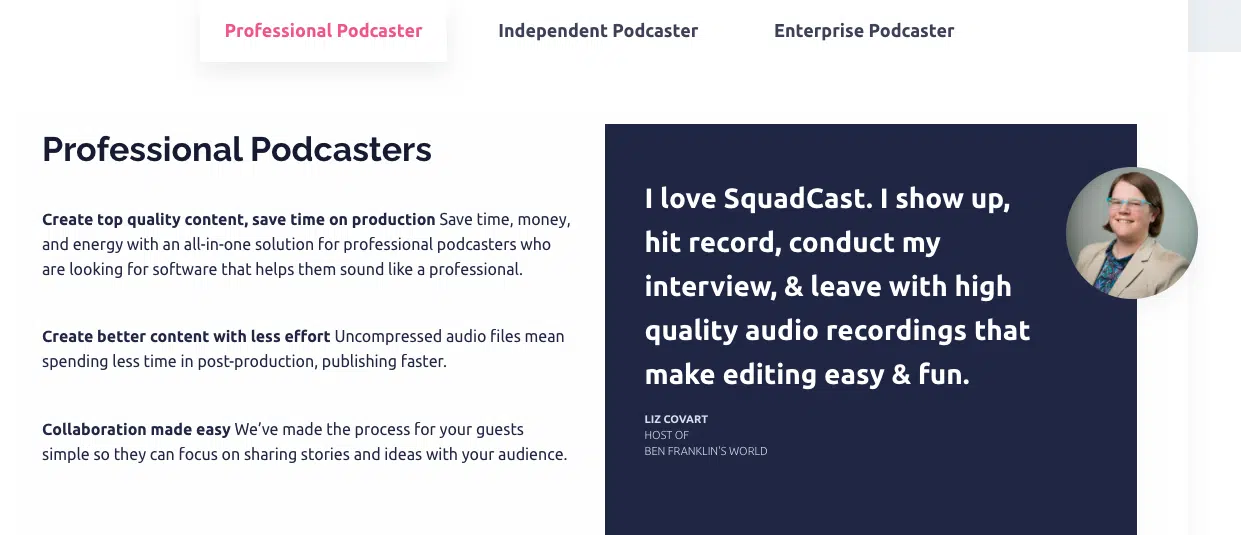 Professional Podcaster
Independent Podcaster
Enterprise Podcaster
Professional Podcasters
Create top quality content, save time on production Save time, money,
and energy with an all-in-one solution for professional podcasters who
are looking for software that helps them sound like a professional.
Create better content with less effort Uncompressed audio files mean
spending less time in post-production, publishing faster.
Collaboration made easy We’ve made the process for your guests
simple so they can focus on sharing stories and ideas with your audience.
I love SquadCast. I show up,
hit record, conduct my
interview, & leave with high
quality audio recordings that
make editing easy & fun.
LIZ COVART
HOST OF
BEN FRANKLIN'S WORLD